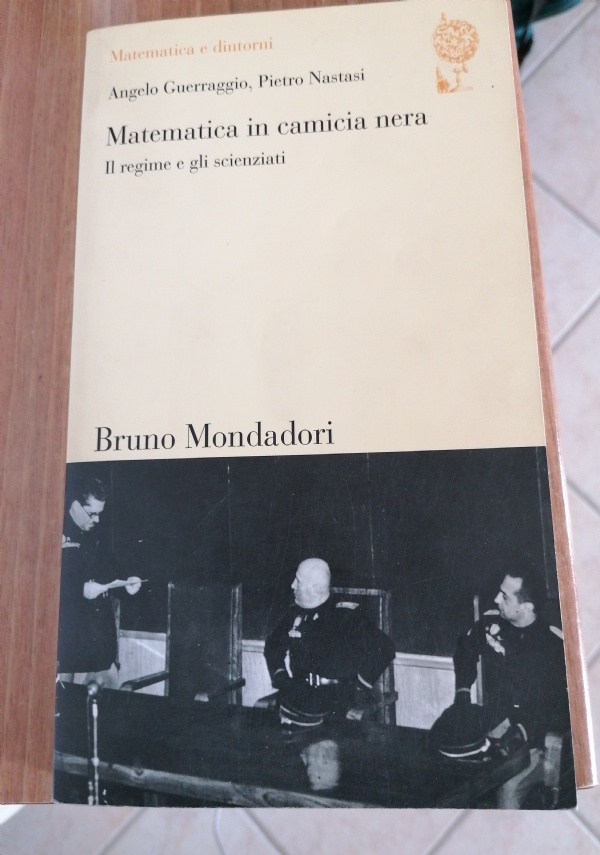 Matematica e dintorni
Angelo Guerraggio, Pietro Nastasi
Matematica in camicia nera
Il regime e gli scienziati
Bruno Mondadori